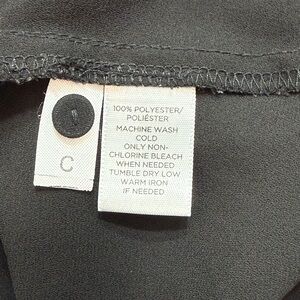 C
100% POLYESTER/
POLIÉSTER
MACHINE WASH
COLD
ONLY NON-
CHLORINE BLEACH
WHEN NEEDED
TUMBLE DRY LOW
WARM IRON
IF NEEDED